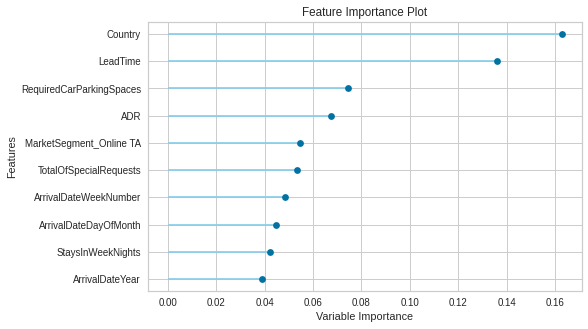 Feature Importance Plot
Country
LeadTime
RequiredCarParkingSpaces
ADR
MarketSegment_Online TA
TotalOfSpecialRequests
ArrivalDateWeekNumber
ArrivalDateDayOfMonth
StaysInWeekNights
ArrivalDateYear
Features
0.00 0.02 0.04 0.06 0.08 0.10 0.12 0.14 0.16
Variable Importance